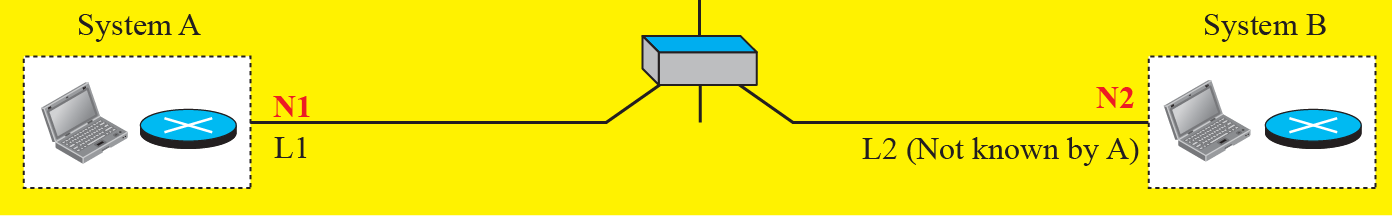 System A
System B
N1
N2
L1
L2 (Not known by A)